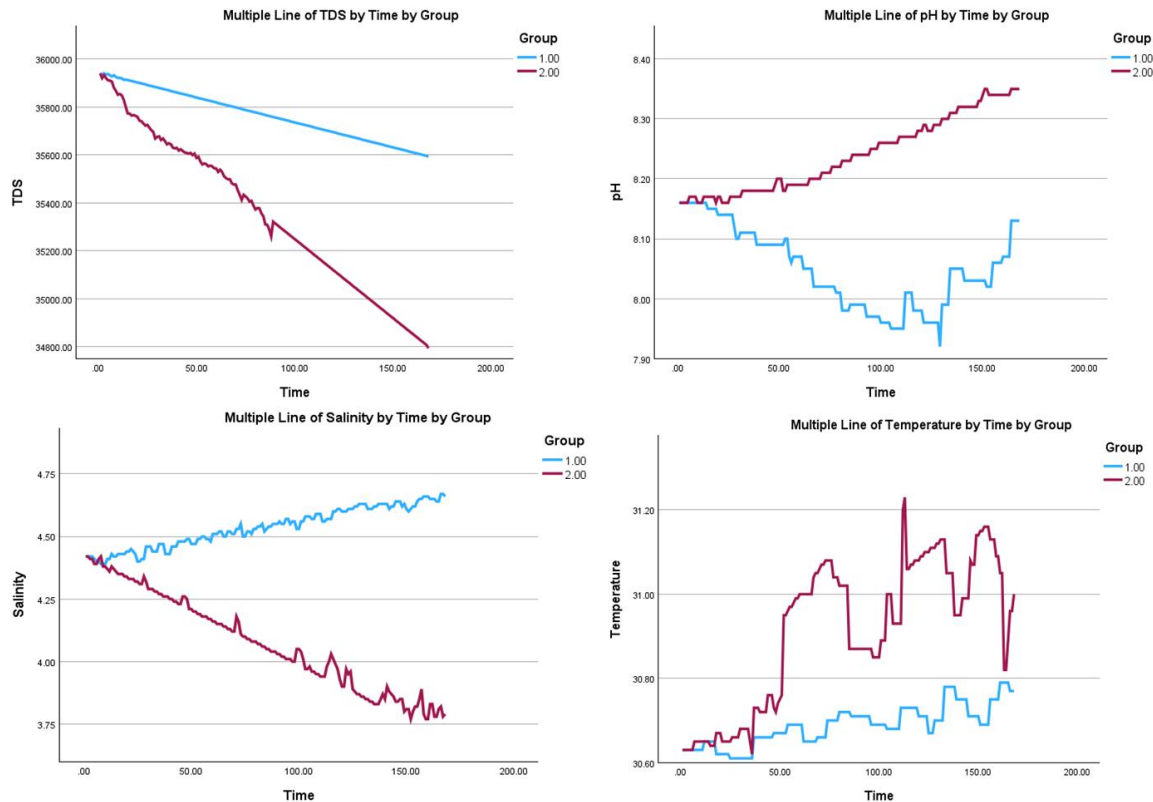 Multiple Line of TDS by Time by Group
Group
1.00
2.00
36000.00
35800.00
35600.00
35400.00
35200.00
35000.00
34800.00
TDS
.00 50.00 100.00 150.00 200.00
Time
Multiple Line of pH by Time by Group
Group
1.00
2.00
8.40
8.30
8.20
8.10
8.00
7.90
pH
.00 50.00 100.00 150.00 200.00
Time
Multiple Line of Salinity by Time by Group
Group
1.00
2.00
4.75
4.50
4.25
4.00
3.75
Salinity
.00 50.00 100.00 150.00 200.00
Time
Multiple Line of Temperature by Time by Group
Group
1.00
2.00
31.20
31.00
30.80
30.60
Temperature
.00 50.00 100.00 150.00 200.00
Time